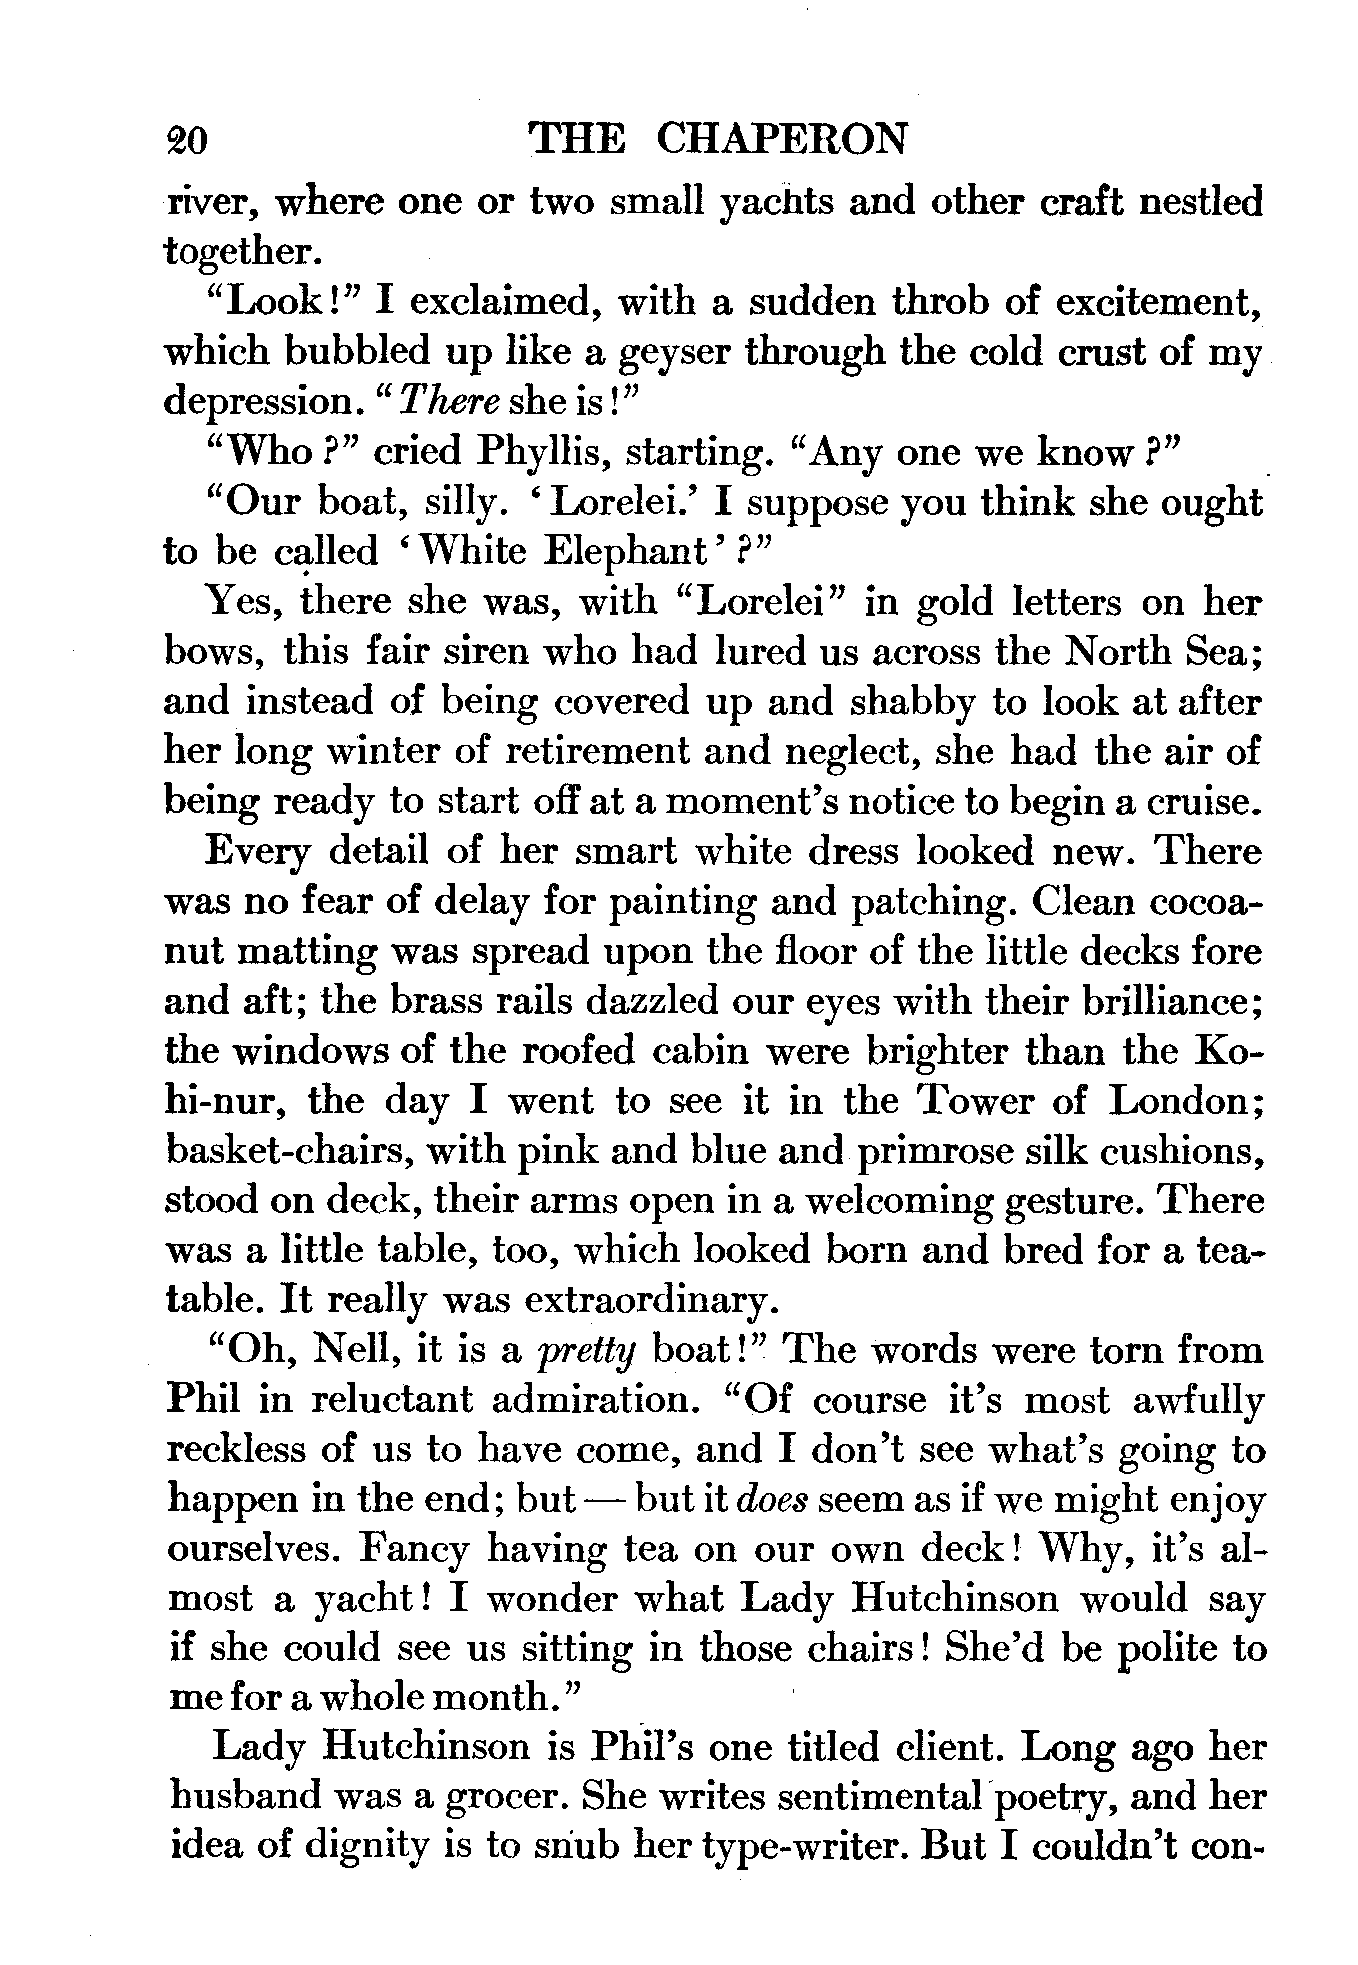 20 THE CHAPERON
river, where one or two small yachts and other craft nestled
together.
"Look!" I exclaimed, with a sudden throb of excitement,
which bubbled up like a geyser through the cold crust of my
depression. "There she is!"
"Who?" cried Phyllis, starting. "Any one we know?"
"Our boat, silly. 'Lorelei.' I suppose you think she ought
to be called 'White Elephant'?"
Yes, there she was, with "Lorelei" in gold letters on her
bows, this fair siren who had lured us across the North Sea;
and instead of being covered up and shabby to look at after
her long winter of retirement and neglect, she had the air of
being ready to start off at a moment's notice to begin a cruise.
Every detail of her smart white dress looked new. There
was no fear of delay for painting and patching. Clean cocoa-
nut matting was spread upon the floor of the little decks fore
and aft; the brass rails dazzled our eyes with their brilliance;
the windows of the roofed cabin were brighter than the Ko-
hi-nur, the day I went to see it in the Tower of London;
basket-chairs, with pink and blue and primrose silk cushions,
stood on deck, their arms open in a welcoming gesture. There
was a little table, too, which looked born and bred for a tea-
table. It really was extraordinary.
"Oh, Nell, it is a pretty boat!" The words were torn from
Phil in reluctant admiration. "Of course it's most awfully
reckless of us to have come, and I don't see what's going to
happen in the end; but — but it does seem as if we might enjoy
ourselves. Fancy having tea on our own deck! Why, it's al-
most a yacht! I wonder what Lady Hutchinson would say
if she could see us sitting in those chairs! She'd be polite to
me for a whole month."
Lady Hutchinson is Phil's one titled client. Long ago her
husband was a grocer. She writes sentimental poetry, and her
idea of dignity is to snub her type-writer. But I couldn't con-